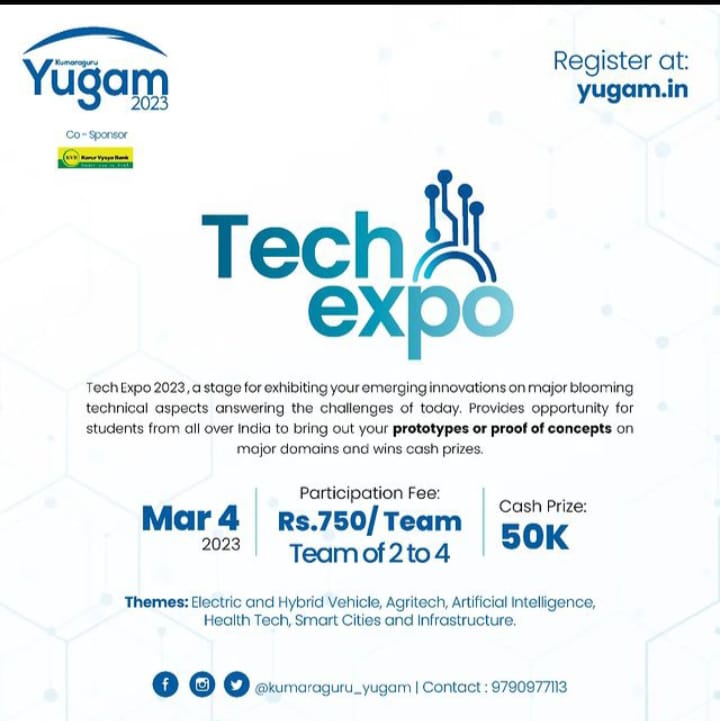 Kumaraguru
Yugam
2023
Register at:
yugam.in
Co - Sponsor
KVB Karur Vysya Bank
Tech
expo
Tech Expo 2023 , a stage for exhibiting your emerging innovations on major blooming
technical aspects answering the challenges of today. Provides opportunity for
students from all over India to bring out your prototypes or proof of concepts on
major domains and wins cash prizes.
Mar 4
2023
Participation Fee:
Rs.750/ Team
Team of 2 to 4
Cash Prize:
50K
Themes: Electric and Hybrid Vehicle, Agritech, Artificial Intelligence,
Health Tech, Smart Cities and Infrastructure.
@kumaraguru_yugam | Contact : 9790977113